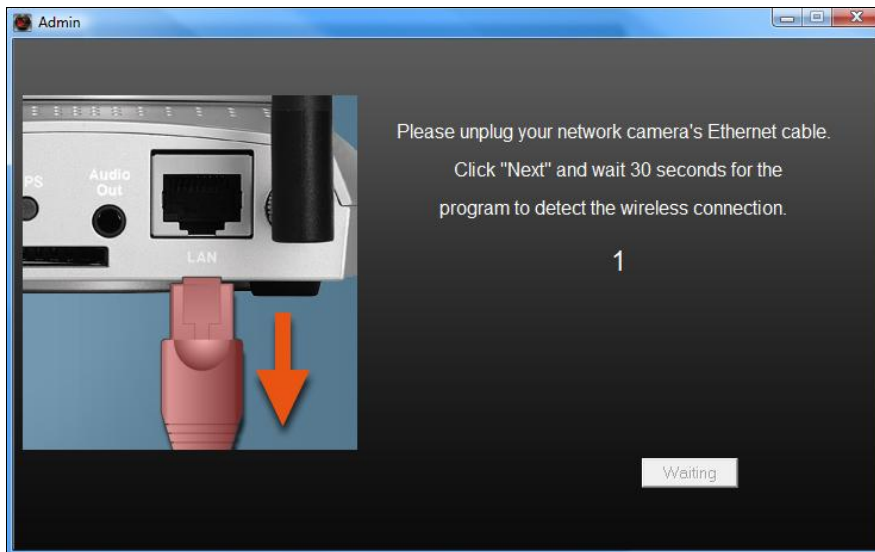 Admin
PS
Audio
Out
LAN
Please unplug your network camera's Ethernet cable.
Click "Next" and wait 30 seconds for the
program to detect the wireless connection.
1
Waiting